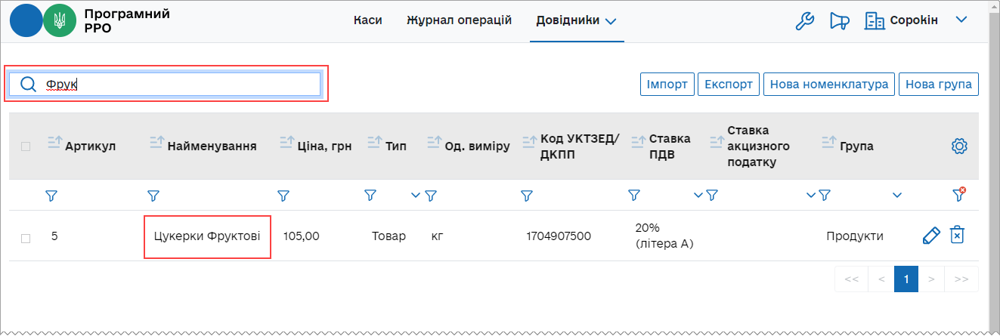 Програмний
РРО
Каси Журнал операцій Довідники Сорокін
Фрук
Імпорт Експорт Нова номенклатура Нова група
Артикул Найменування Ціна, грн Тип Од. виміру Код УКТЗЕД/ Ставка Ставка Група
ДКПП ПДВ акцизного
податку
5 Цукерки Фруктові 105,00 Товар кг 1704907500 20% Продукти
(літера А)
<< < 1 > >>